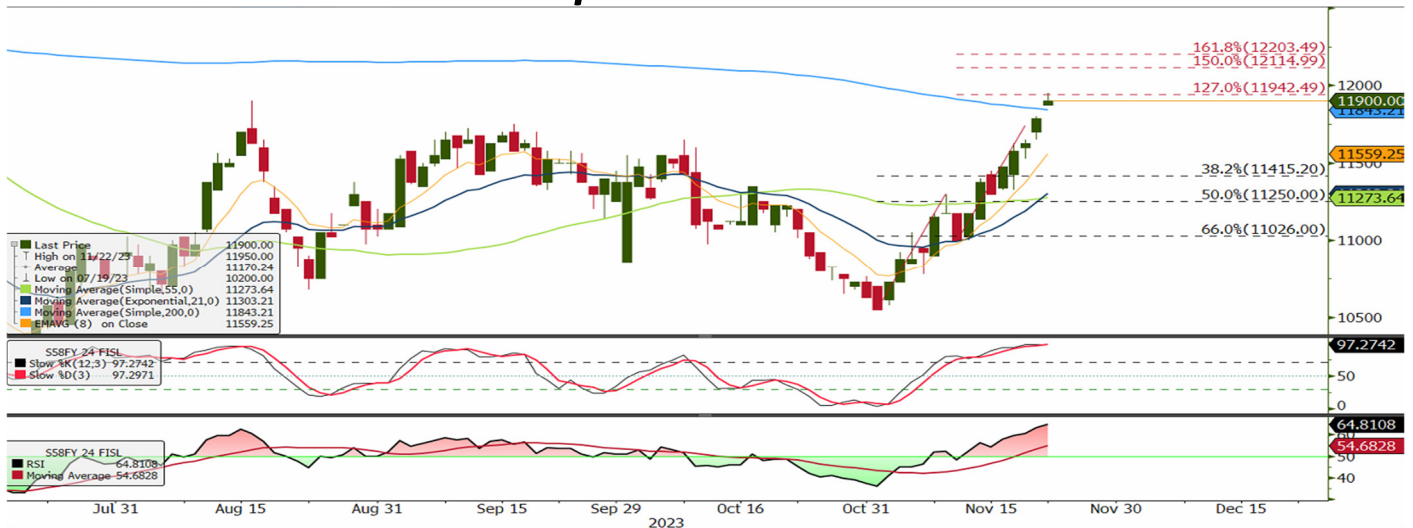 161.8%(12203.49)
150.0%(12114.99)
127.0%(11942.49)
12000
11900.00
11843.21
11559.25
11500
38.2%(11415.20)
50.0%(11250.00)
11273.64
66.0%(11026.00)
11000
10500
Last Price 11900.00
High on 11/22/23 11950.00
Average 11170.24
Low on 07/19/23 10200.00
Moving Average(Simple,55,0) 11273.64
Moving Average(Exponential,21,0) 11303.21
Moving Average(Simple,200,0) 11843.21
EMAVG (8) on Close 11559.25
S58FY 24 FISL
Slow %K(12,3) 97.2742
Slow %D(3) 97.2971
97.2742
50
0
S58FY 24 FISL
RSI 64.8108
Moving Average 54.6828
64.8108
60
54.6828
50
40
Jul 31 Aug 15 Aug 31 Sep 15 Sep 29 Oct 16 Oct 31 Nov 15 Nov 30 Dec 15
2023